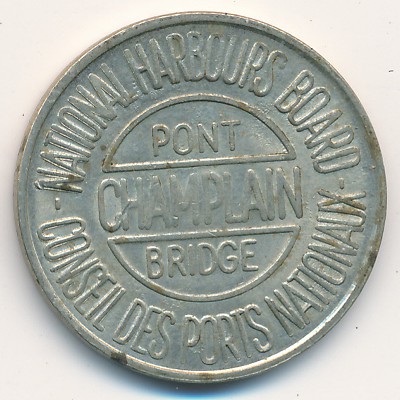 NATIONAL HARBOURS BOARD
PONT
CHAMPLAIN
BRIDGE
- CONSEIL DES PORTS NATIONAUX -